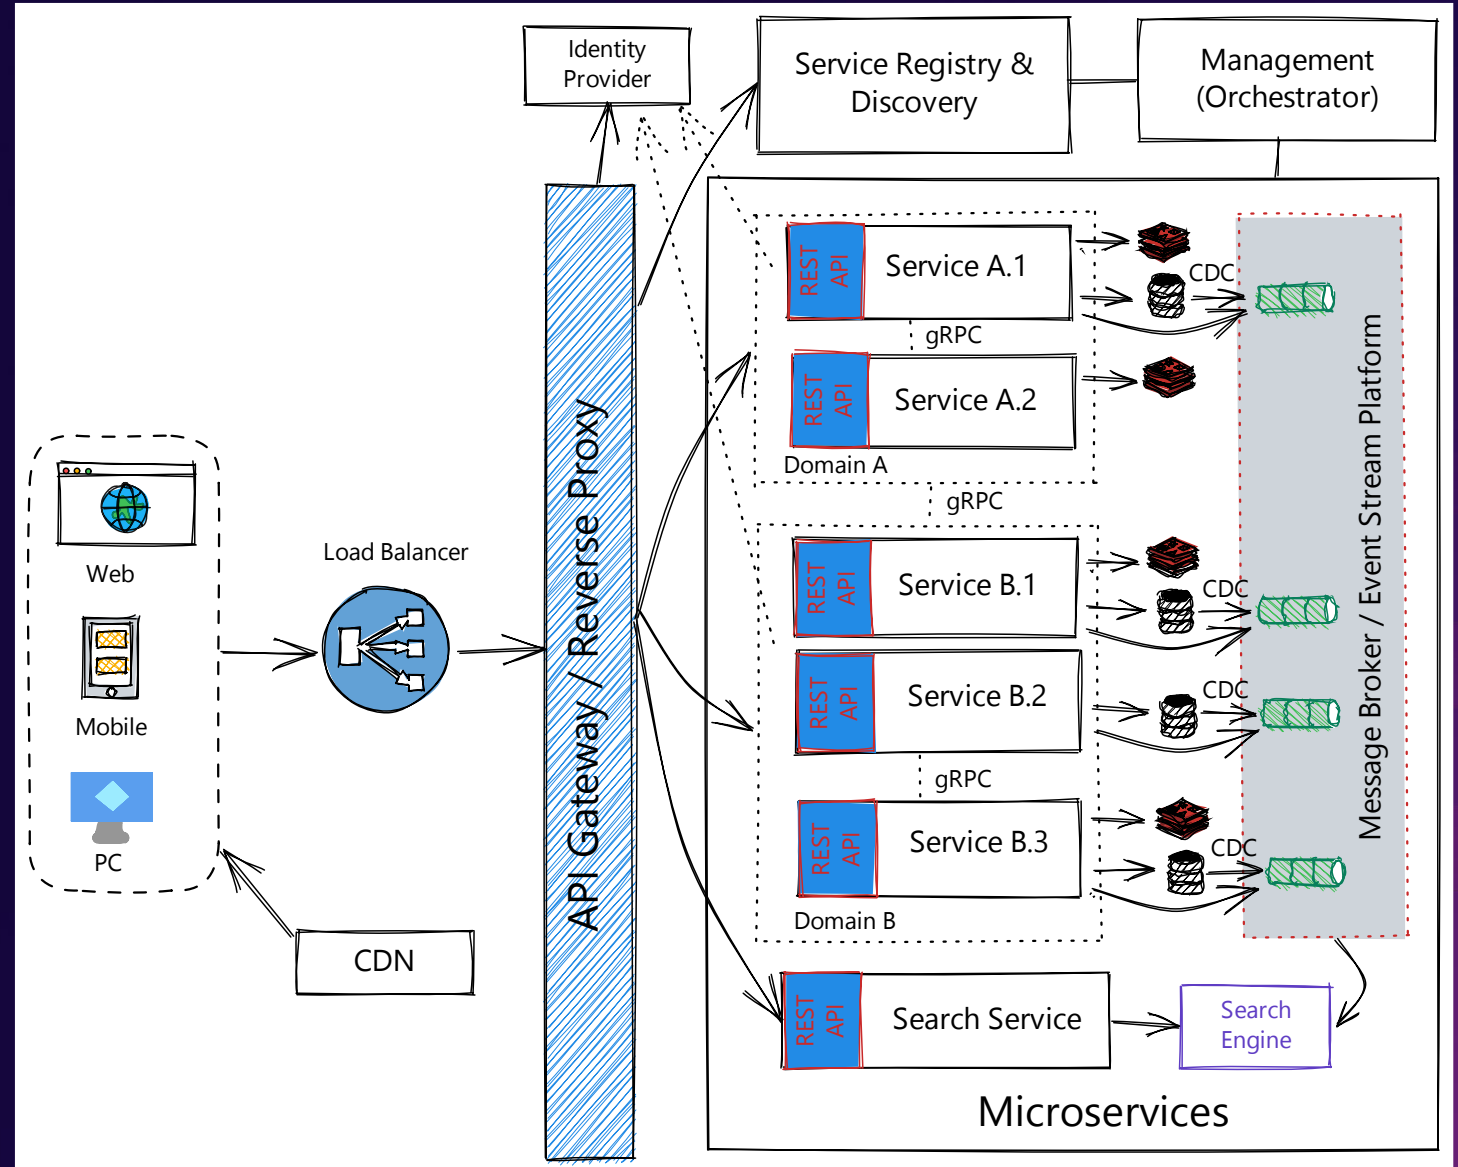 Identity
Provider
Service Registry &
Discovery
Management
(Orchestrator)
REST
API
Service A.1
CDC
gRPC
REST
API
Service A.2
Domain A
gRPC
REST
API
Service B.1
CDC
REST
API
Service B.2
CDC
gRPC
REST
API
Service B.3
CDC
Domain B
Message Broker / Event Stream Platform
API Gateway / Reverse Proxy
Web
Load Balancer
Mobile
PC
CDN
REST
API
Search Service
Search
Engine
Microservices